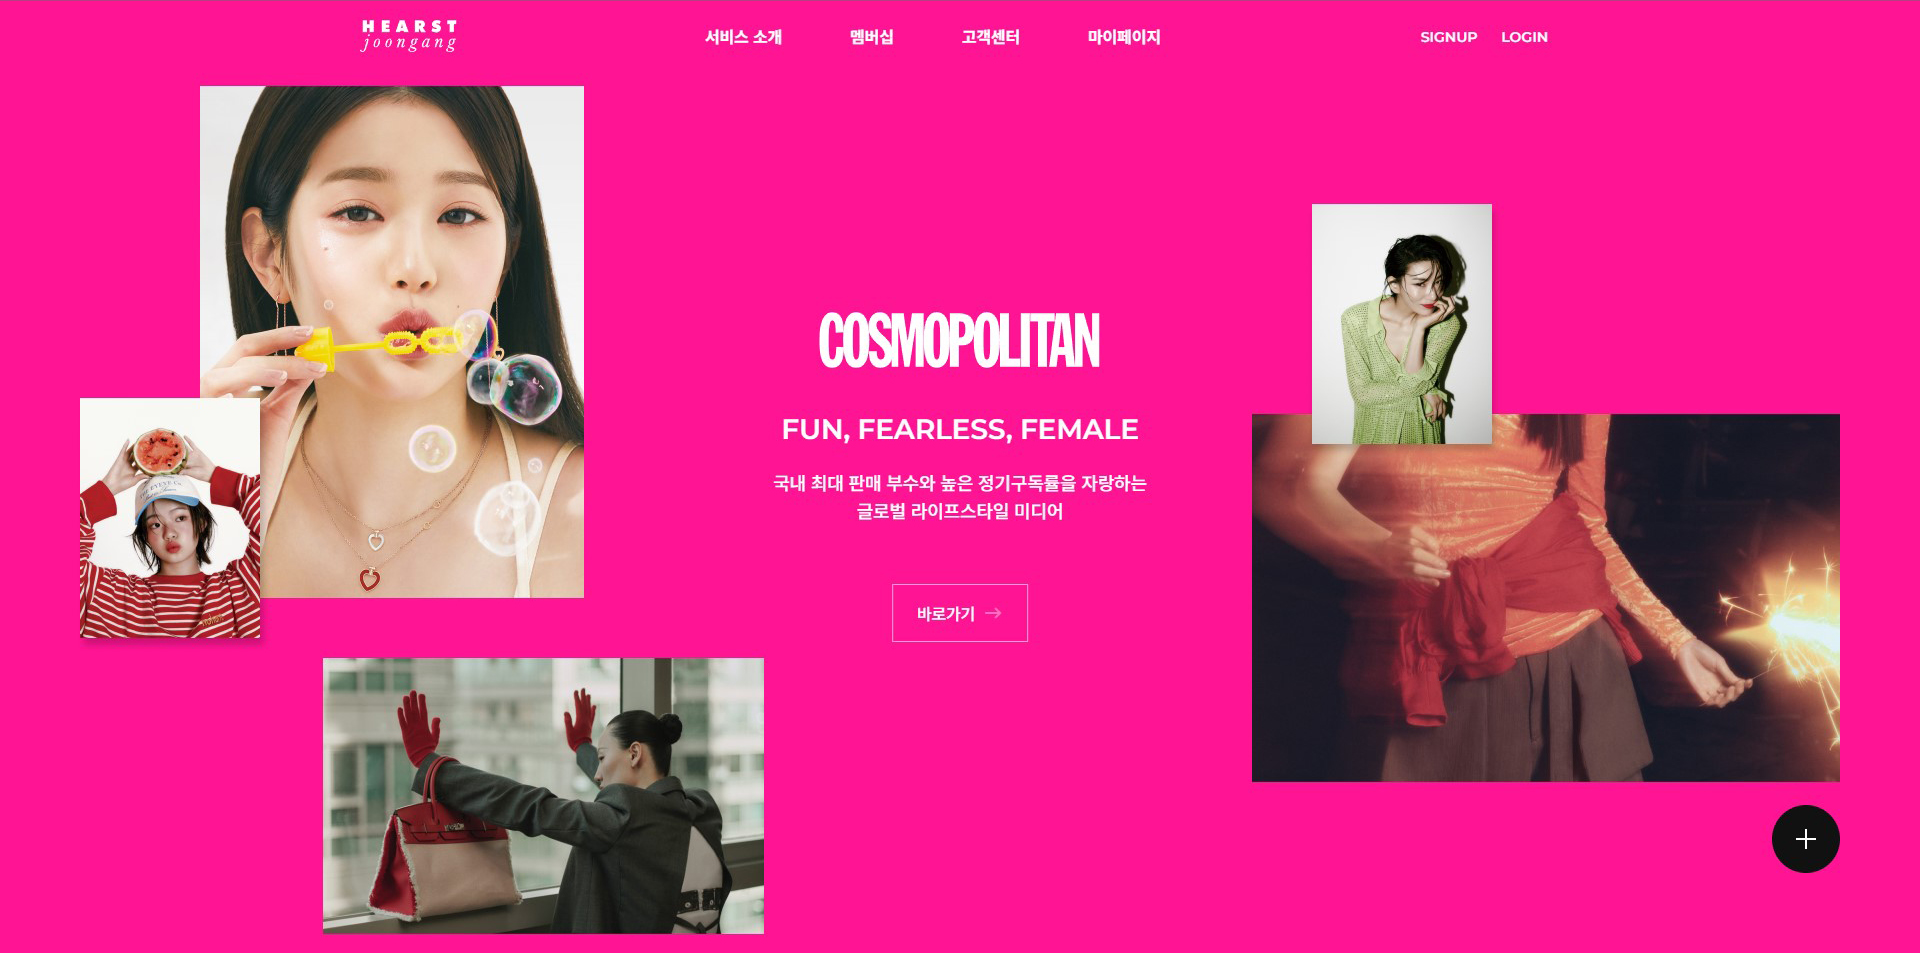 HEARST
joongang
서비스 소개
멤버십
고객센터
마이페이지
SIGNUP
LOGIN
COSMOPOLITAN
FUN, FEARLESS, FEMALE
국내 최대 판매 부수와 높은 정기구독률을 자랑하는
글로벌 라이프스타일 미디어
바로가기